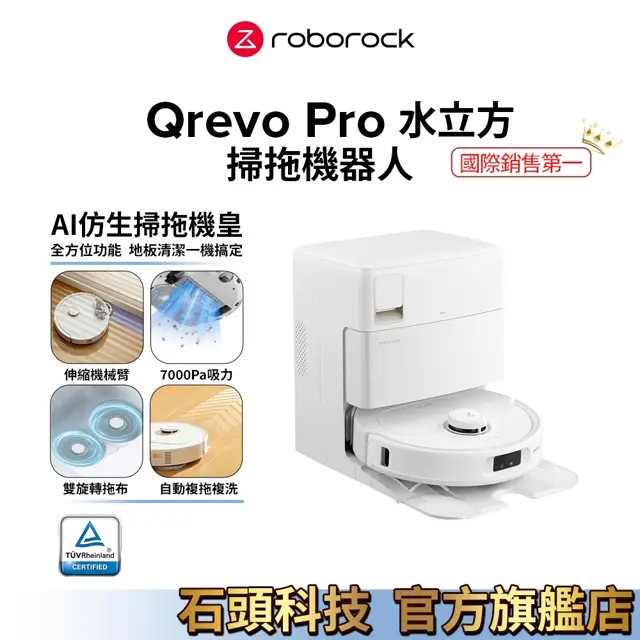 roborock
Qrevo Pro 水立方
掃拖機器人
國際銷售第一
AI仿生掃拖機皇
全方位功能 地板清潔一機搞定
伸縮機械臂
7000Pa吸力
雙旋轉拖布
自動複拖複洗
TÜVRheinland
CERTIFIED
石頭科技 官方旗艦店